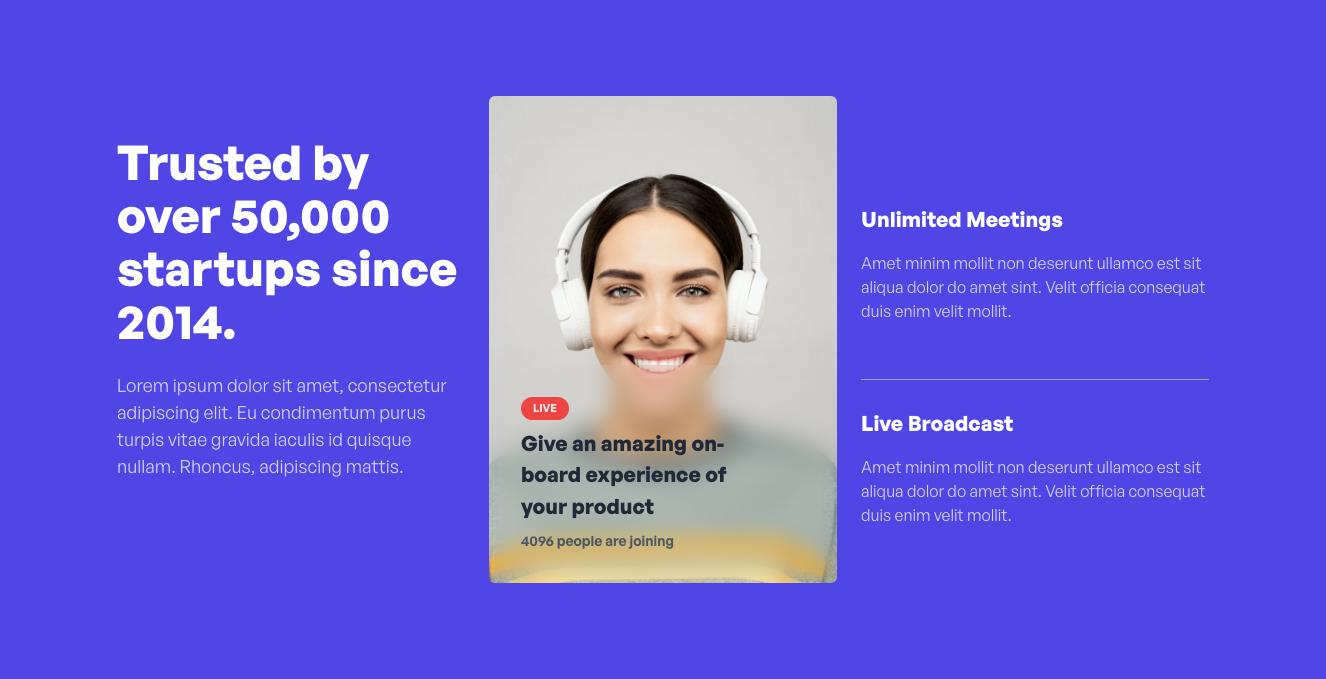 Trusted by
over 50,000
startups since
2014.
Lorem ipsum dolor sit amet, consectetur
adipiscing elit. Eu condimentum purus
turpis vitae gravida iaculis id quisque
nullam. Rhoncus, adipiscing mattis.
LIVE
Give an amazing on-
board experience of
your product
4096 people are joining
Unlimited Meetings
Amet minim mollit non deserunt ullamco est sit
aliqua dolor do amet sint. Velit officia consequat
duis enim velit mollit.
Live Broadcast
Amet minim mollit non deserunt ullamco est sit
aliqua dolor do amet sint. Velit officia consequat
duis enim velit mollit.